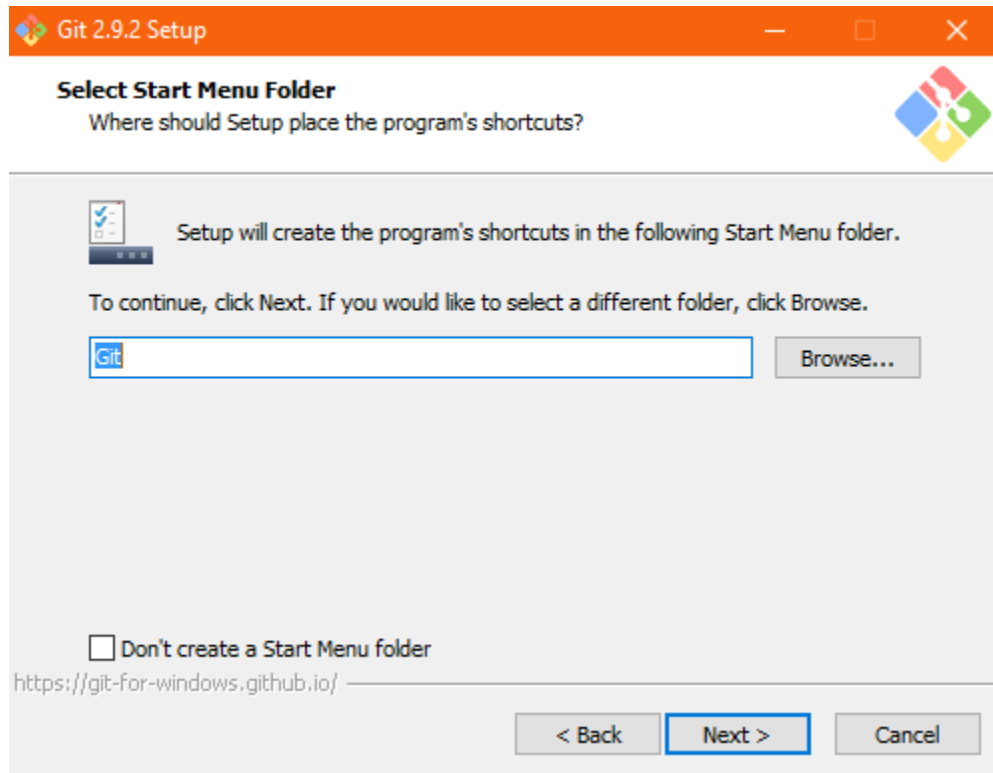 Git 2.9.2 Setup
Select Start Menu Folder
Where should Setup place the program's shortcuts?
Setup will create the program's shortcuts in the following Start Menu folder.
To continue, click Next. If you would like to select a different folder, click Browse.
Git
Browse...
Don't create a Start Menu folder
https://git-for-windows.github.io/
< Back
Next >
Cancel